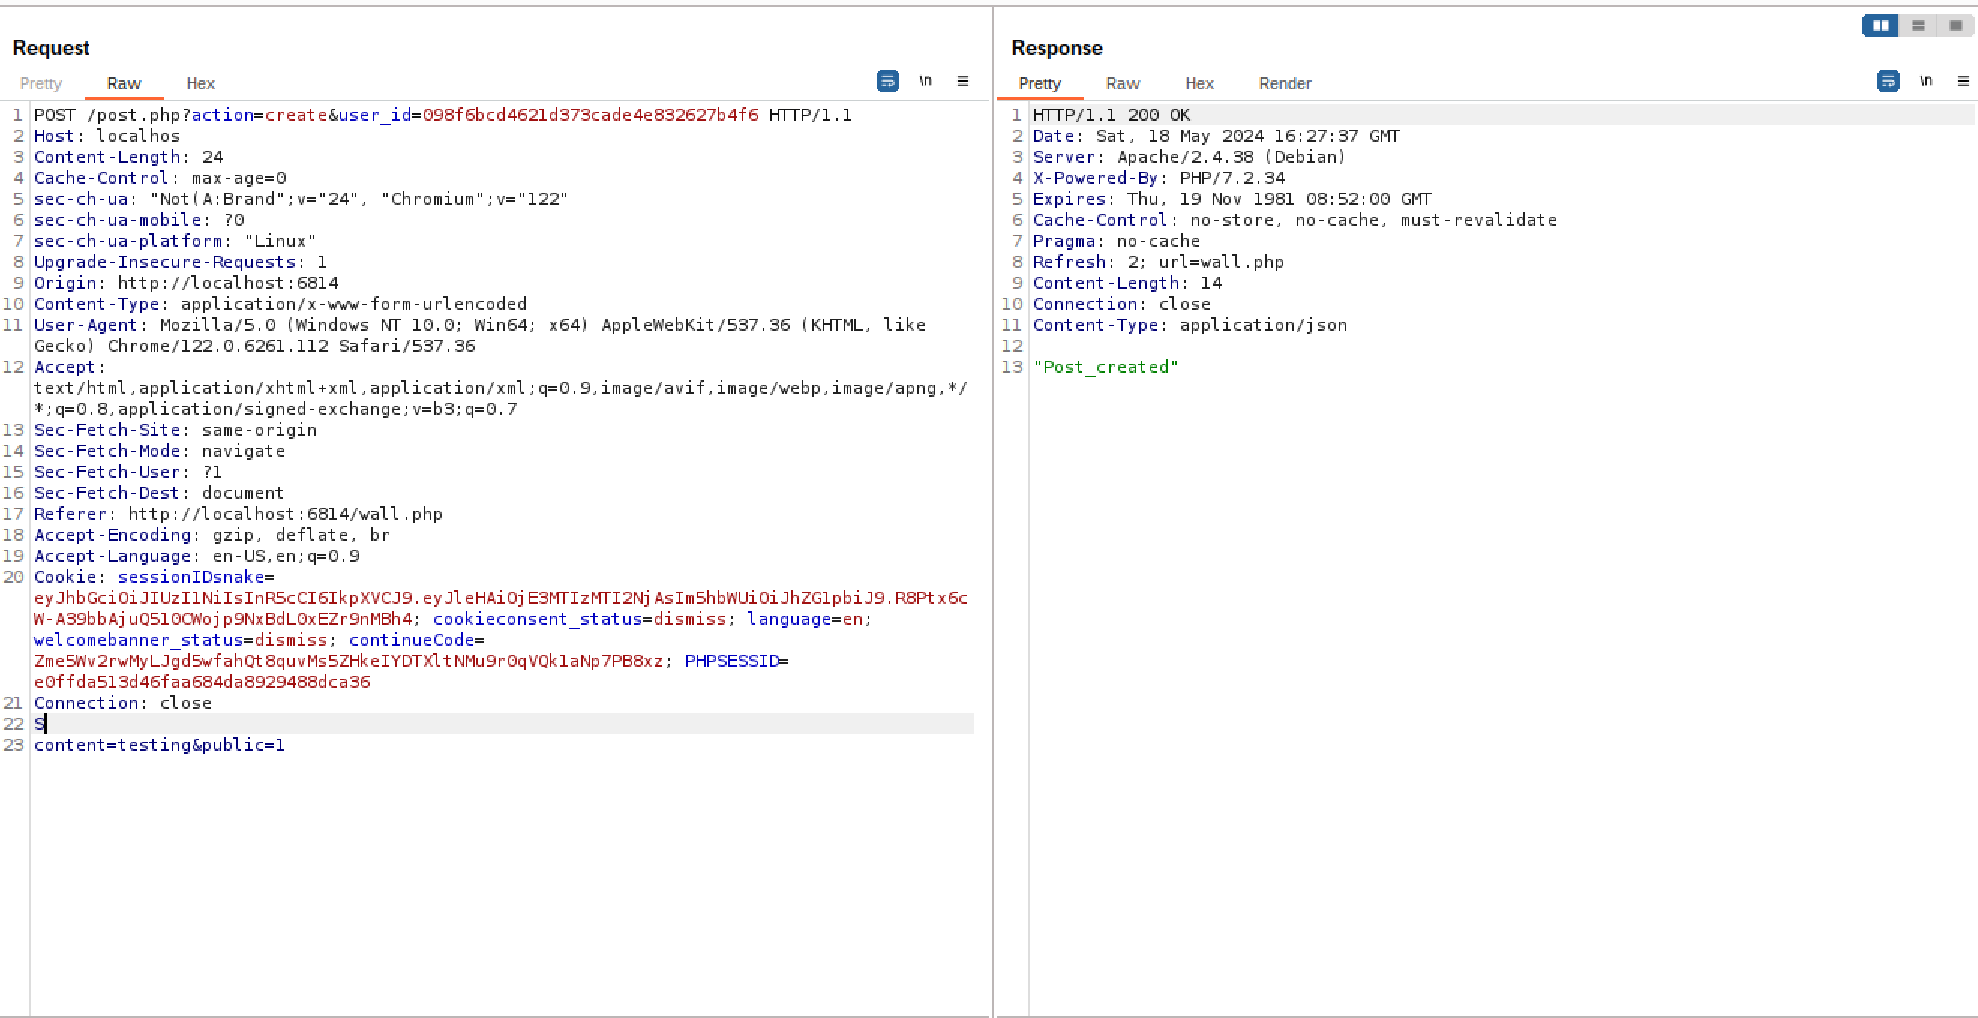 Request
Pretty Raw Hex \n
1 POST /post.php?action=create&user_id=098f6bcd4621d373cade4e832627b4f6 HTTP/1.1
2 Host: localhos
3 Content-Length: 24
4 Cache-Control: max-age=0
5 sec-ch-ua: "Not(A:Brand";v="24", "Chromium";v="122"
6 sec-ch-ua-mobile: ?0
7 sec-ch-ua-platform: "Linux"
8 Upgrade-Insecure-Requests: 1
9 Origin: http://localhost:6814
10 Content-Type: application/x-www-form-urlencoded
11 User-Agent: Mozilla/5.0 (Windows NT 10.0; Win64; x64) AppleWebKit/537.36 (KHTML, like
Gecko) Chrome/122.0.6261.112 Safari/537.36
12 Accept:
text/html,application/xhtml+xml,application/xml;q=0.9,image/avif,image/webp,image/apng,*/
*;q=0.8,application/signed-exchange;v=b3;q=0.7
13 Sec-Fetch-Site: same-origin
14 Sec-Fetch-Mode: navigate
15 Sec-Fetch-User: ?1
16 Sec-Fetch-Dest: document
17 Referer: http://localhost:6814/wall.php
18 Accept-Encoding: gzip, deflate, br
19 Accept-Language: en-US,en;q=0.9
20 Cookie: sessionIDsnake=
eyJhbGciOiJIUzI1NiIsInR5cCI6IkpXVCJ9.eyJleHAiOjE3MTIzMTI2NjAsIm5hbWUiOiJhZG1pbiJ9.R8Ptx6c
W-A39bbAjuQ510CWojp9NxBdL0xEZr9nMBh4; cookieconsent_status=dismiss; language=en;
welcomebanner_status=dismiss; continueCode=
Zme5Wv2rwMyLJgd5wfahQt8quvMs5ZHkeIYDTXltNMu9r0qVQk1aNp7PB8xz; PHPSESSID=
e0ffda513d46faa684da8929488dca36
21 Connection: close
22 S
23 content=testing&public=1
Response
Pretty Raw Hex Render \n
1 HTTP/1.1 200 OK
2 Date: Sat, 18 May 2024 16:27:37 GMT
3 Server: Apache/2.4.38 (Debian)
4 X-Powered-By: PHP/7.2.34
5 Expires: Thu, 19 Nov 1981 08:52:00 GMT
6 Cache-Control: no-store, no-cache, must-revalidate
7 Pragma: no-cache
8 Refresh: 2; url=wall.php
9 Content-Length: 14
10 Connection: close
11 Content-Type: application/json
12
13 "Post_created"